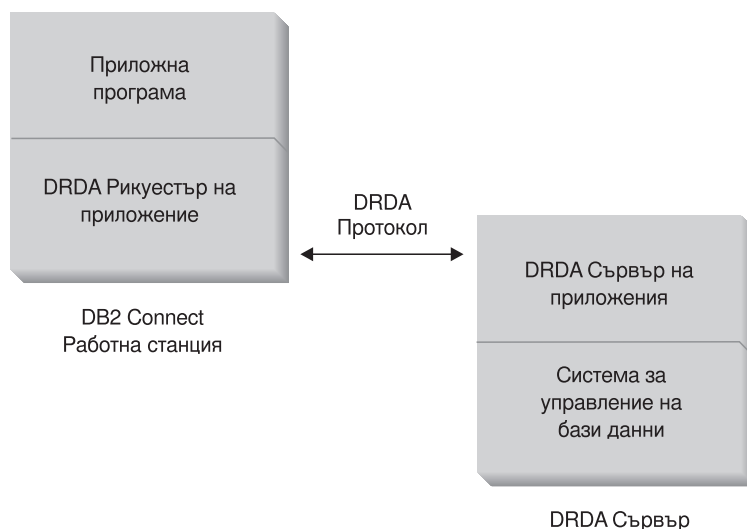 Приложна
програма
DRDA Рикуестър на
приложение
DB2 Connect
Работна станция
DRDA
Протокол
DRDA Сървър на
приложения
Система за
управление на
бази данни
DRDA Сървър